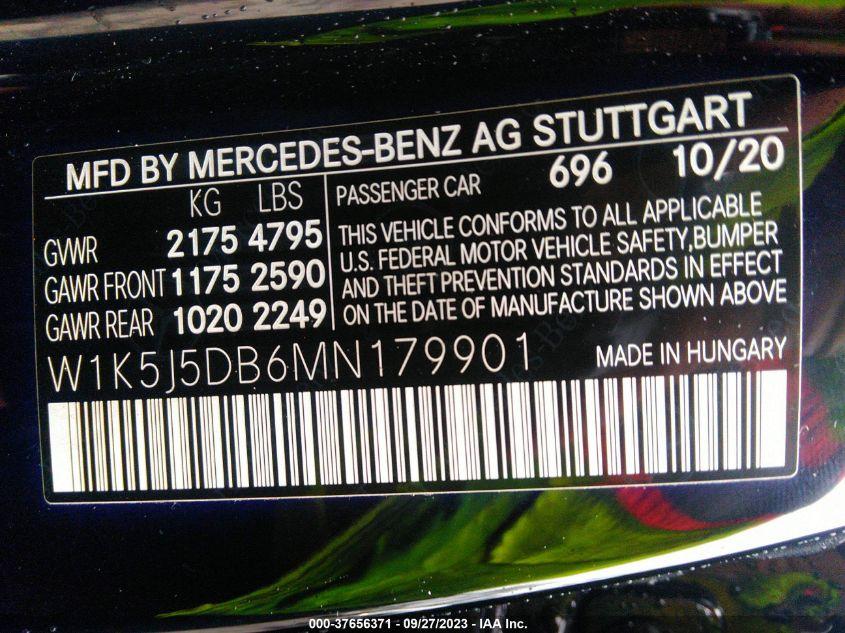 MFD BY MERCEDES-BENZ AG STUTTGART
KG LBS
GVWR 2175 4795
GAWR FRONT 1175 2590
GAWR REAR 1020 2249
PASSENGER CAR 696 10/20
THIS VEHICLE CONFORMS TO ALL APPLICABLE
U.S. FEDERAL MOTOR VEHICLE SAFETY,BUMPER
AND THEFT PREVENTION STANDARDS IN EFFECT
ON THE DATE OF MANUFACTURE SHOWN ABOVE
W1K5J5DB6MN179901 MADE IN HUNGARY
000-37656371 - 09/27/2023 - IAA Inc.